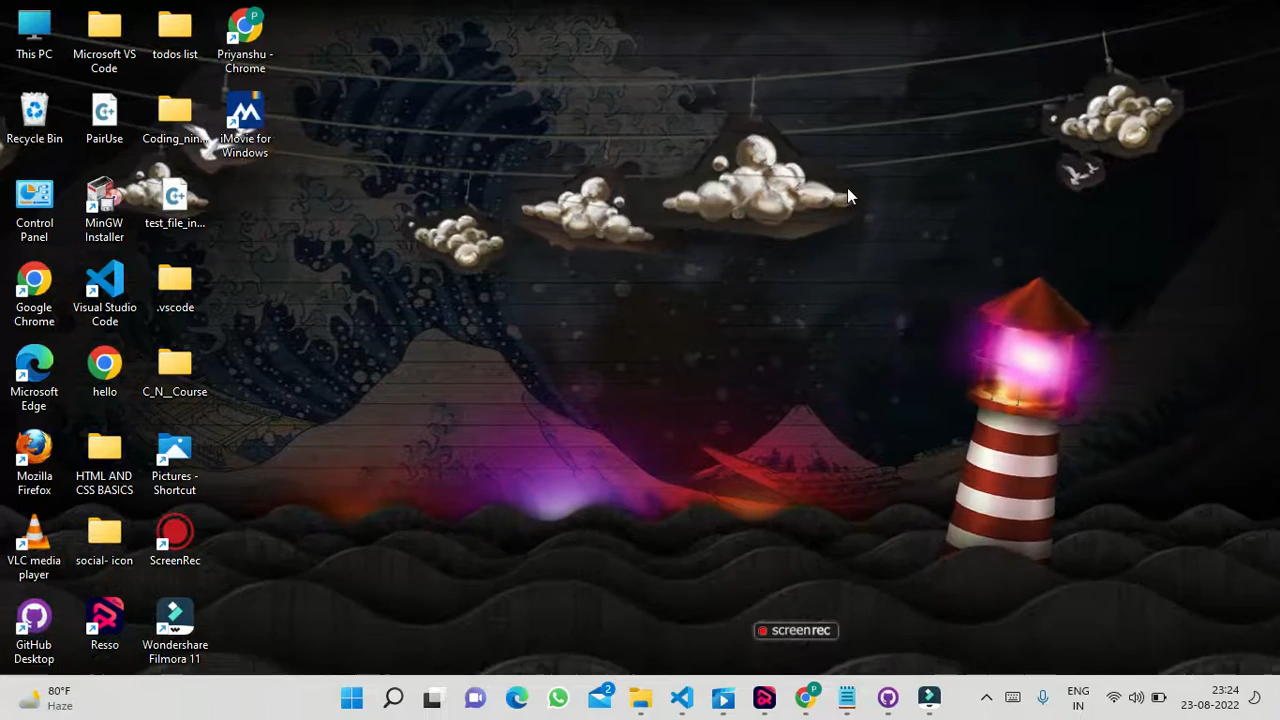 This PC
Microsoft VS
Code
todos list
Priyanshu -
Chrome
Recycle Bin
PairUse
Coding_nin...
iMovie for
Windows
Control
Panel
MinGW
Installer
test_file_in...
Google
Chrome
Visual Studio
Code
.vscode
Microsoft
Edge
hello
C_N__Course
Mozilla
Firefox
HTML AND
CSS BASICS
Pictures -
Shortcut
VLC media
player
social- icon
ScreenRec
GitHub
Desktop
Resso
Wondershare
Filmora 11
screenrec
80°F
Haze
2
P
ENG
IN
23:24
23-08-2022